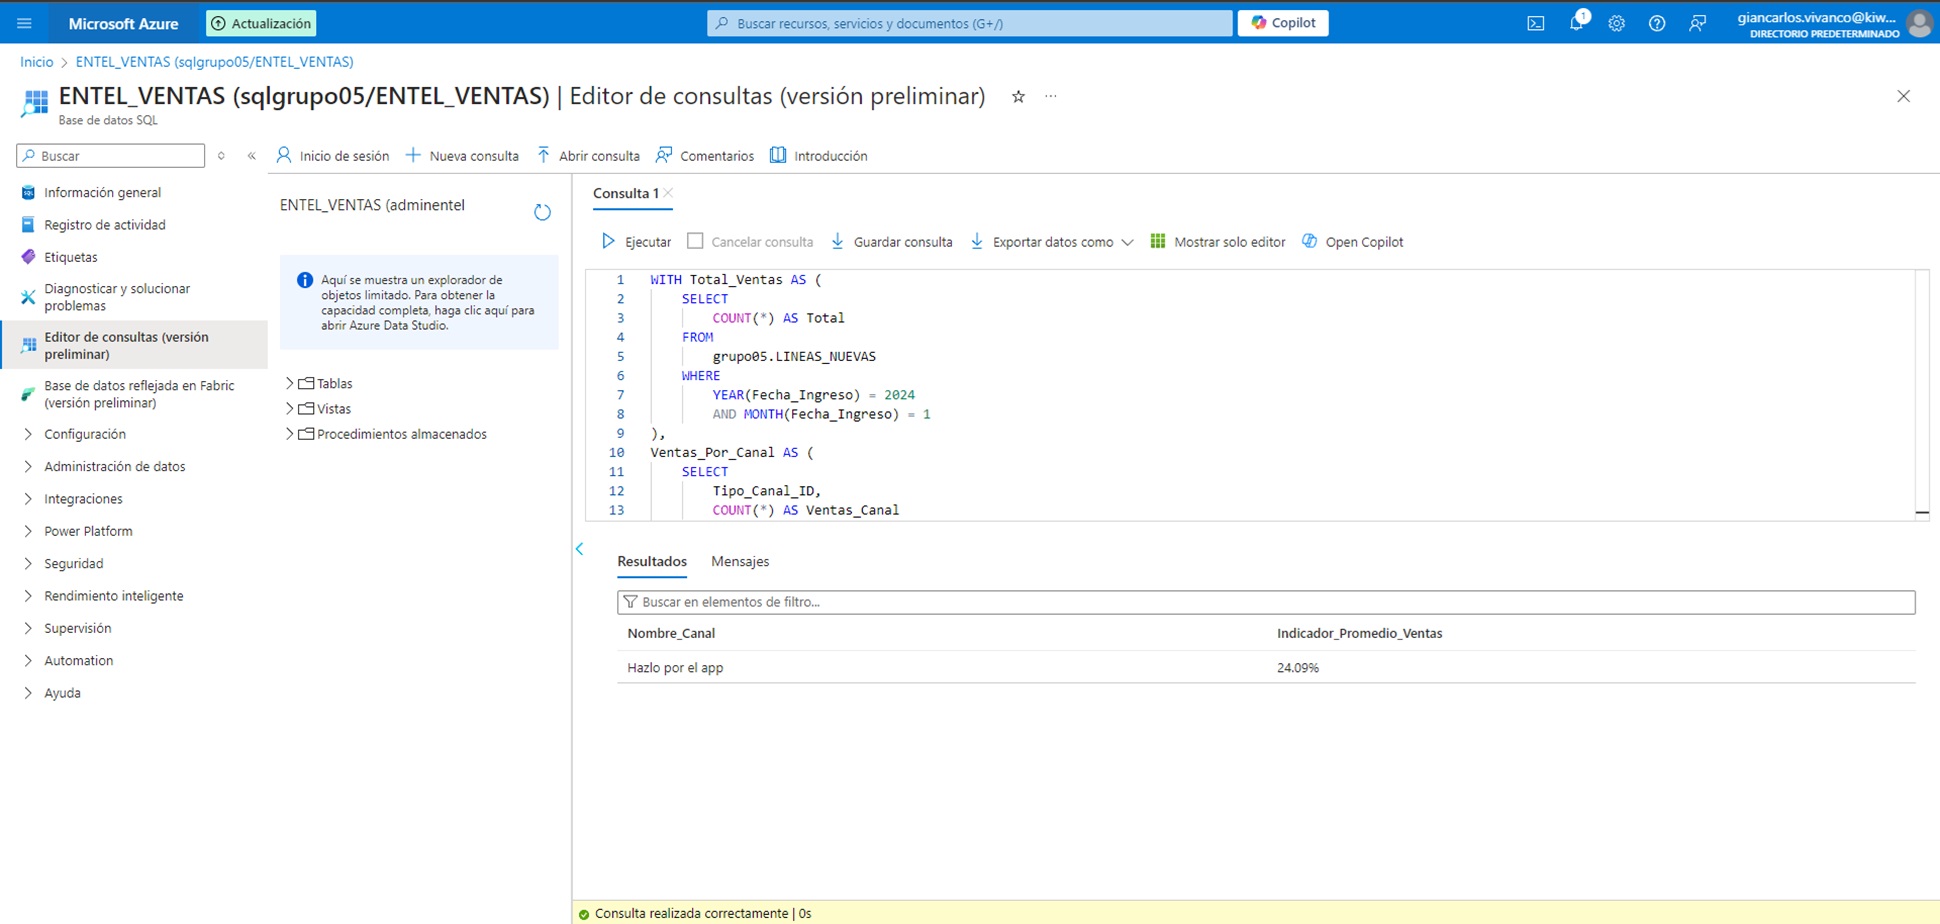 Microsoft Azure
Actualización
Buscar recursos, servicios y documentos (G+/)
Copilot
1
giancarlos.vivanco@kiw...
DIRECTORIO PREDETERMINADO
Inicio > ENTEL_VENTAS (sqlgrupo05/ENTEL_VENTAS)
ENTEL_VENTAS (sqlgrupo05/ENTEL_VENTAS) | Editor de consultas (versión preliminar)
Base de datos SQL
Buscar
Información general
Registro de actividad
Etiquetas
Diagnosticar y solucionar
problemas
Editor de consultas (versión
preliminar)
Base de datos reflejada en Fabric
(versión preliminar)
Configuración
Administración de datos
Integraciones
Power Platform
Seguridad
Rendimiento inteligente
Supervisión
Automation
Ayuda
Inicio de sesión
Nueva consulta
Abrir consulta
Comentarios
Introducción
ENTEL_VENTAS (adminentel
Aquí se muestra un explorador de
objetos limitado. Para obtener la
capacidad completa, haga clic aquí para
abrir Azure Data Studio.
Tablas
Vistas
Procedimientos almacenados
Consulta 1
Ejecutar
Cancelar consulta
Guardar consulta
Exportar datos como
Mostrar solo editor
Open Copilot
1 WITH Total_Ventas AS (
2 SELECT
3 COUNT(*) AS Total
4 FROM
5 grupo05.LINEAS_NUEVAS
6 WHERE
7 YEAR(Fecha_Ingreso) = 2024
8 AND MONTH(Fecha_Ingreso) = 1
9 ),
10 Ventas_Por_Canal AS (
11 SELECT
12 Tipo_Canal_ID,
13 COUNT(*) AS Ventas_Canal
Resultados
Mensajes
Buscar en elementos de filtro...
Nombre_Canal Indicador_Promedio_Ventas
Hazlo por el app 24.09%
Consulta realizada correctamente | 0s